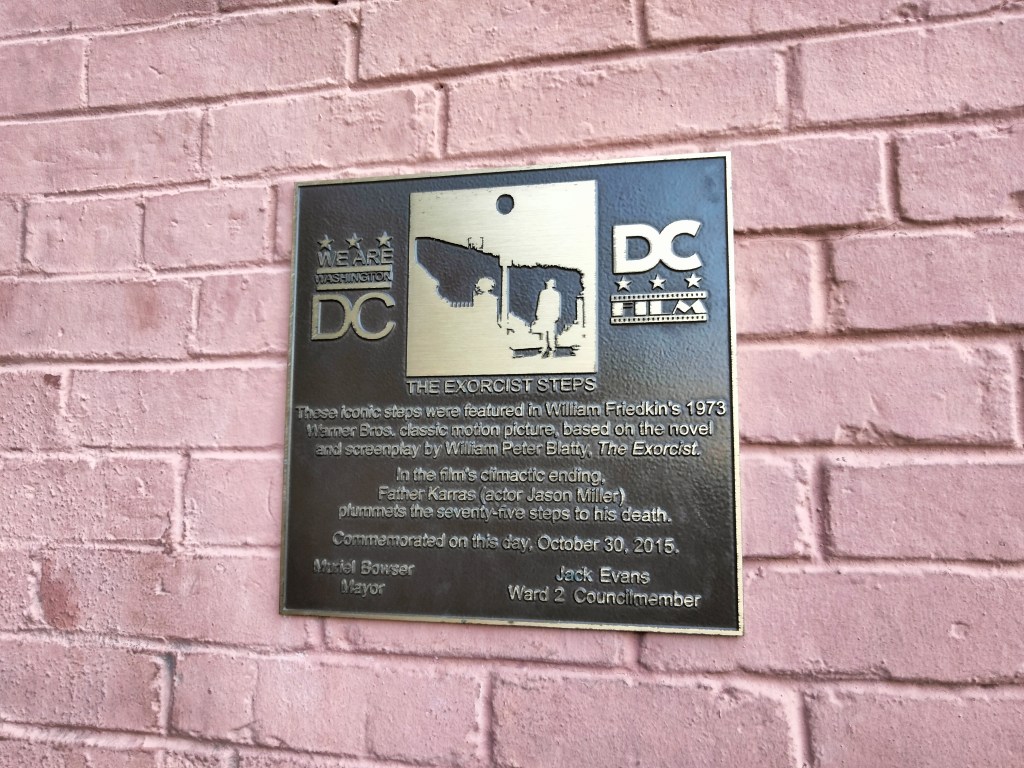 WE ARE
WASHINGTON
DC
DC
FILM
THE EXORCIST STEPS
These iconic steps were featured in William Friedkin's 1973
Warner Bros. classic motion picture, based on the novel
and screenplay by William Peter Blatty, The Exorcist.
In the film's climactic ending,
Father Karras (actor Jason Miller)
plummets the seventy-five steps to his death.
Commemorated on this day, October 30, 2015.
Muriel Bowser
Mayor
Jack Evans
Ward 2 Councilmember